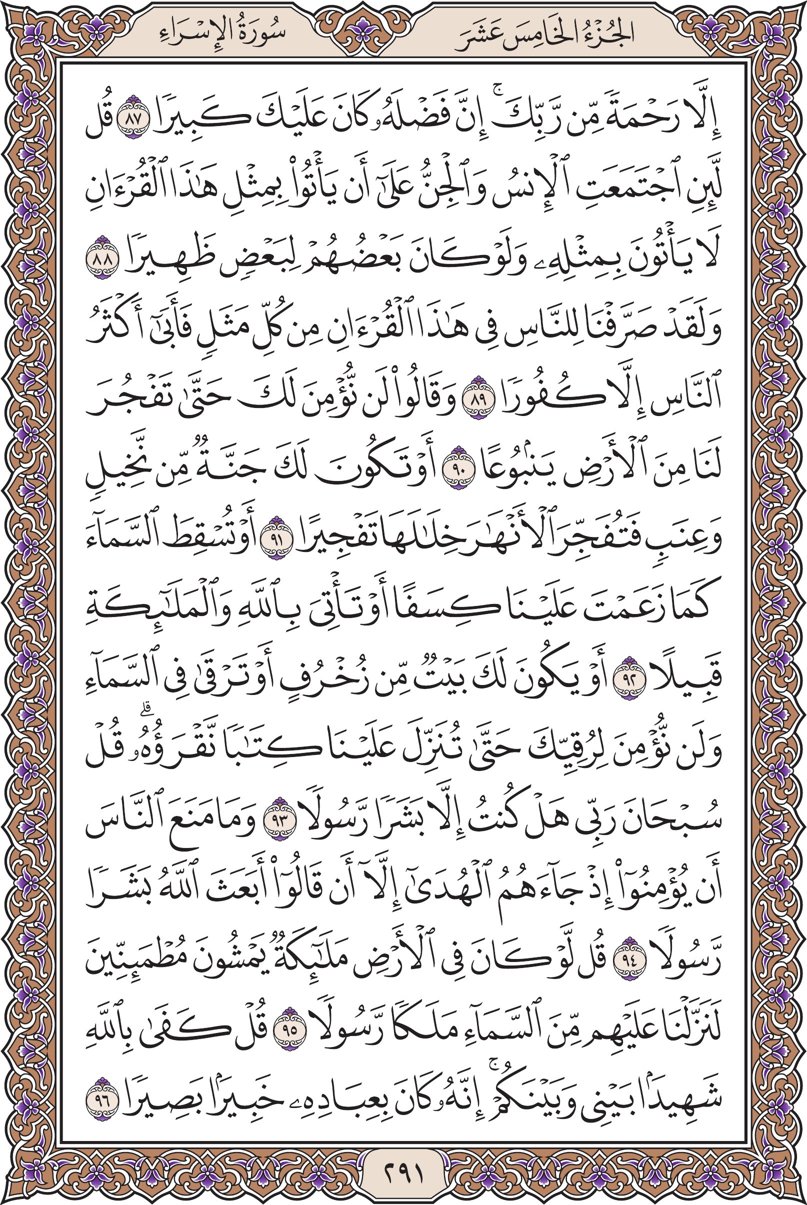 الجُزْءُ الخَامِسَ عَشَرَ
سُورَةُ الإِسْرَاءِ
إِلَّا رَحْمَةٗ مِّن رَّبِّكَۚ إِنَّ فَضْلَهُۥ كَانَ عَلَيْكَ كَبِيرٗا ٨٧ قُل
لَّئِنِ ٱجْتَمَعَتِ ٱلْإِنسُ وَٱلْجِنُّ عَلَىٰٓ أَن يَأْتُوا۟ بِمِثْلِ هَٰذَا ٱلْقُرْءَانِ
لَا يَأْتُونَ بِمِثْلِهِۦ وَلَوْ كَانَ بَعْضُهُمْ لِبَعْضٖ ظَهِيرٗا ٨٨
وَلَقَدْ صَرَّفْنَا لِلنَّاسِ فِي هَٰذَا ٱلْقُرْءَانِ مِن كُلِّ مَثَلٖ فَأَبَىٰٓ أَكْثَرُ
ٱلنَّاسِ إِلَّا كُفُورٗا ٨٩ وَقَالُوا۟ لَن نُّؤْمِنَ لَكَ حَتَّىٰ تَفْجُرَ
لَنَا مِنَ ٱلْأَرْضِ يَنۢبُوعًا ٩٠ أَوْ تَكُونَ لَكَ جَنَّةٞ مِّن نَّخِيلٖ
وَعِنَبٖ فَتُفَجِّرَ ٱلْأَنْهَٰرَ خِلَٰلَهَا تَفْجِيرًا ٩١ أَوْ تُسْقِطَ ٱلسَّمَآءَ
كَمَا زَعَمْتَ عَلَيْنَا كِسَفًا أَوْ تَأْتِيَ بِٱللَّهِ وَٱلْمَلَٰٓئِكَةِ
قَبِيلًا ٩٢ أَوْ يَكُونَ لَكَ بَيْتٞ مِّن زُخْرُفٍ أَوْ تَرْقَىٰ فِي ٱلسَّمَآءِ
وَلَن نُّؤْمِنَ لِرُقِيِّكَ حَتَّىٰ تُنَزِّلَ عَلَيْنَا كِتَٰبٗا نَّقْرَؤُهُۥۗ قُلْ
سُبْحَانَ رَبِّي هَلْ كُنتُ إِلَّا بَشَرٗا رَّسُولٗا ٩٣ وَمَا مَنَعَ ٱلنَّاسَ
أَن يُؤْمِنُوٓا۟ إِذْ جَآءَهُمُ ٱلْهُدَىٰٓ إِلَّآ أَن قَالُوٓا۟ أَبَعَثَ ٱللَّهُ بَشَرٗا
رَّسُولٗا ٩٤ قُل لَّوْ كَانَ فِي ٱلْأَرْضِ مَلَٰٓئِكَةٞ يَمْشُونَ مُطْمَئِنِّينَ
لَنَزَّلْنَا عَلَيْهِم مِّنَ ٱلسَّمَآءِ مَلَكٗا رَّسُولٗا ٩٥ قُلْ كَفَىٰ بِٱللَّهِ
شَهِيدَۢا بَيْنِي وَبَيْنَكُمْۚ إِنَّهُۥ كَانَ بِعِبَادِهِۦ خَبِيرَۢا بَصِيرٗا ٩٦
٢٩١